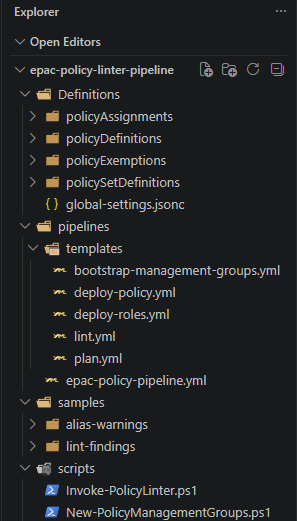 Explorer
Open Editors
epac-policy-linter-pipeline
Definitions
policyAssignments
policyDefinitions
policyExemptions
policySetDefinitions
{ } global-settings.jsonc
pipelines
templates
bootstrap-management-groups.yml
deploy-policy.yml
deploy-roles.yml
lint.yml
plan.yml
epac-policy-pipeline.yml
samples
alias-warnings
lint-findings
scripts
Invoke-PolicyLinter.ps1
New-PolicyManagementGroups.ps1